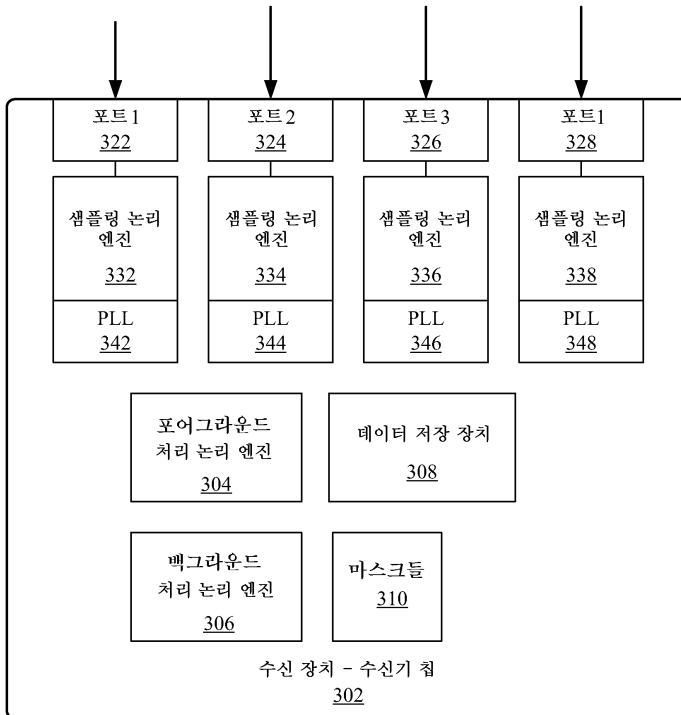 포트1 포트2 포트3 포트1
322 324 326 328
샘플링 논리 샘플링 논리 샘플링 논리 샘플링 논리
엔진 엔진 엔진 엔진
332 334 336 338
PLL PLL PLL PLL
342 344 346 348
포어그라운드
처리 논리 엔진
304
데이터 저장 장치
308
백그라운드
처리 논리 엔진
306
마스크들
310
수신 장치 - 수신기 칩
302